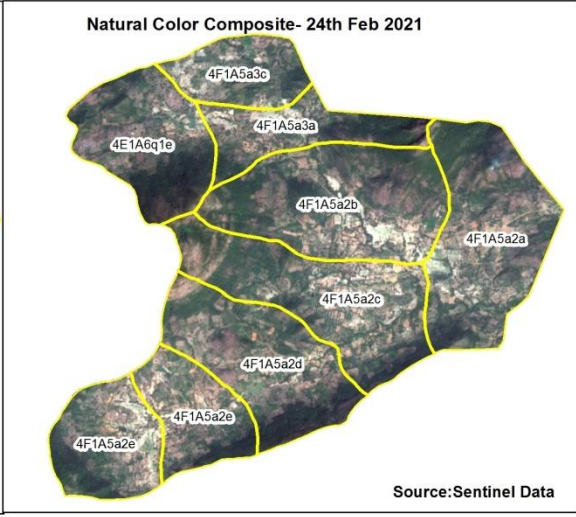 Natural Color Composite- 24th Feb 2021
4F1A5a3c
4F1A5a3a
4E1A6q1e
4F1A5a2b
4F1A5a2a
4F1A5a2c
4F1A5a2d
4F1A5a2e
4F1A5a2e
Source:Sentinel Data